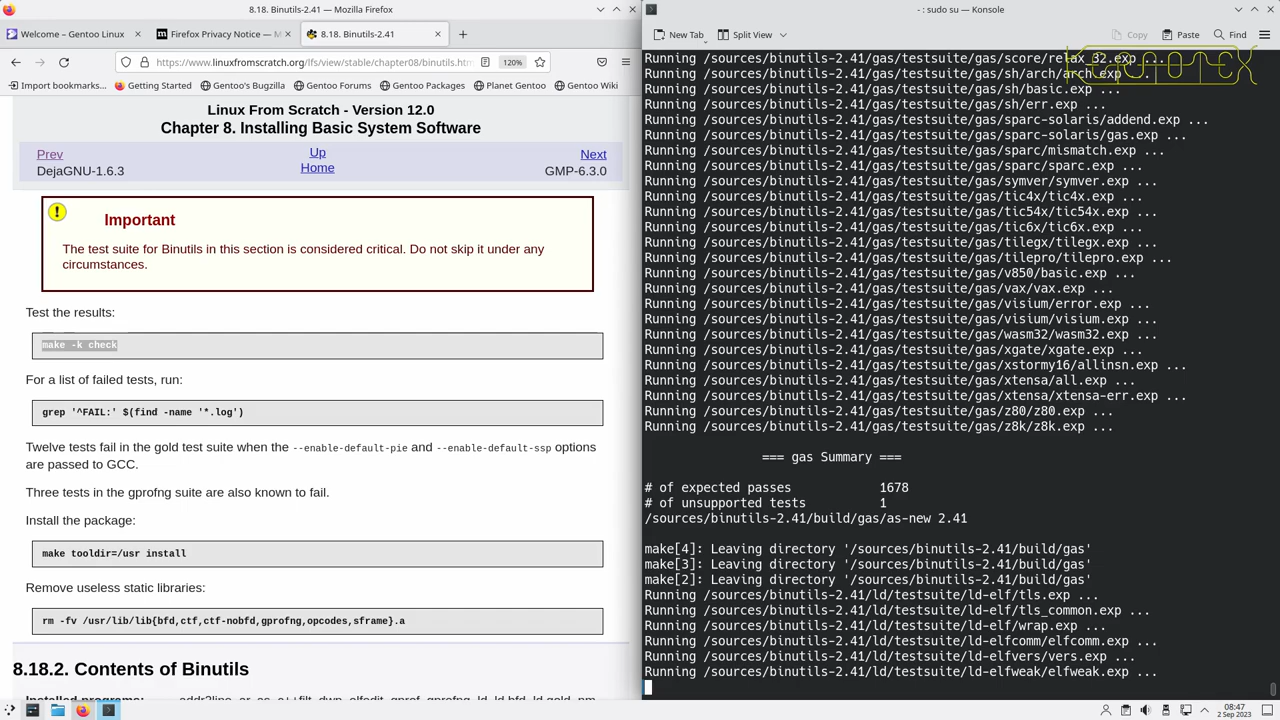 8.18. Binutils-2.41 — Mozilla Firefox
Welcome – Gentoo Linux
Firefox Privacy Notice — M
8.18. Binutils-2.41
https://www.linuxfromscratch.org/lfs/view/stable/chapter08/binutils.htm
120%
Import bookmarks...
Getting Started
Gentoo's Bugzilla
Gentoo Forums
Gentoo Packages
Planet Gentoo
Gentoo Wiki
Linux From Scratch - Version 12.0
Chapter 8. Installing Basic System Software
Prev
Up
Next
DejaGNU-1.6.3
Home
GMP-6.3.0
Important
The test suite for Binutils in this section is considered critical. Do not skip it under any
circumstances.
Test the results:
make -k check
For a list of failed tests, run:
grep '^FAIL:' $(find -name '*.log')
Twelve tests fail in the gold test suite when the --enable-default-pie and --enable-default-ssp options
are passed to GCC.
Three tests in the gprofng suite are also known to fail.
Install the package:
make tooldir=/usr install
Remove useless static libraries:
rm -fv /usr/lib/lib{bfd,ctf,ctf-nobfd,gprofng,opcodes,sframe}.a
8.18.2. Contents of Binutils
- : sudo su — Konsole
New Tab
Split View
Copy
Paste
Find
Running /sources/binutils-2.41/gas/testsuite/gas/score/relax_32.exp ...
Running /sources/binutils-2.41/gas/testsuite/gas/sh/arch/arch.exp ...
Running /sources/binutils-2.41/gas/testsuite/gas/sh/basic.exp ...
Running /sources/binutils-2.41/gas/testsuite/gas/sh/err.exp ...
Running /sources/binutils-2.41/gas/testsuite/gas/sparc-solaris/addend.exp ...
Running /sources/binutils-2.41/gas/testsuite/gas/sparc-solaris/gas.exp ...
Running /sources/binutils-2.41/gas/testsuite/gas/sparc/mismatch.exp ...
Running /sources/binutils-2.41/gas/testsuite/gas/sparc/sparc.exp ...
Running /sources/binutils-2.41/gas/testsuite/gas/symver/symver.exp ...
Running /sources/binutils-2.41/gas/testsuite/gas/tic4x/tic4x.exp ...
Running /sources/binutils-2.41/gas/testsuite/gas/tic54x/tic54x.exp ...
Running /sources/binutils-2.41/gas/testsuite/gas/tic6x/tic6x.exp ...
Running /sources/binutils-2.41/gas/testsuite/gas/tilegx/tilegx.exp ...
Running /sources/binutils-2.41/gas/testsuite/gas/tilepro/tilepro.exp ...
Running /sources/binutils-2.41/gas/testsuite/gas/v850/basic.exp ...
Running /sources/binutils-2.41/gas/testsuite/gas/vax/vax.exp ...
Running /sources/binutils-2.41/gas/testsuite/gas/visium/error.exp ...
Running /sources/binutils-2.41/gas/testsuite/gas/visium/visium.exp ...
Running /sources/binutils-2.41/gas/testsuite/gas/wasm32/wasm32.exp ...
Running /sources/binutils-2.41/gas/testsuite/gas/xgate/xgate.exp ...
Running /sources/binutils-2.41/gas/testsuite/gas/xstormy16/allinsn.exp ...
Running /sources/binutils-2.41/gas/testsuite/gas/xtensa/all.exp ...
Running /sources/binutils-2.41/gas/testsuite/gas/xtensa/xtensa-err.exp ...
Running /sources/binutils-2.41/gas/testsuite/gas/z80/z80.exp ...
Running /sources/binutils-2.41/gas/testsuite/gas/z8k/z8k.exp ...
=== gas Summary ===
# of expected passes 1678
# of unsupported tests 1
/sources/binutils-2.41/build/gas/as-new 2.41
make[4]: Leaving directory '/sources/binutils-2.41/build/gas'
make[3]: Leaving directory '/sources/binutils-2.41/build/gas'
make[2]: Leaving directory '/sources/binutils-2.41/build/gas'
Running /sources/binutils-2.41/ld/testsuite/ld-elf/tls.exp ...
Running /sources/binutils-2.41/ld/testsuite/ld-elf/tls_common.exp ...
Running /sources/binutils-2.41/ld/testsuite/ld-elf/wrap.exp ...
Running /sources/binutils-2.41/ld/testsuite/ld-elfcomm/elfcomm.exp ...
Running /sources/binutils-2.41/ld/testsuite/ld-elfvers/vers.exp ...
Running /sources/binutils-2.41/ld/testsuite/ld-elfweak/elfweak.exp ...
08:47
2 Sep 2023